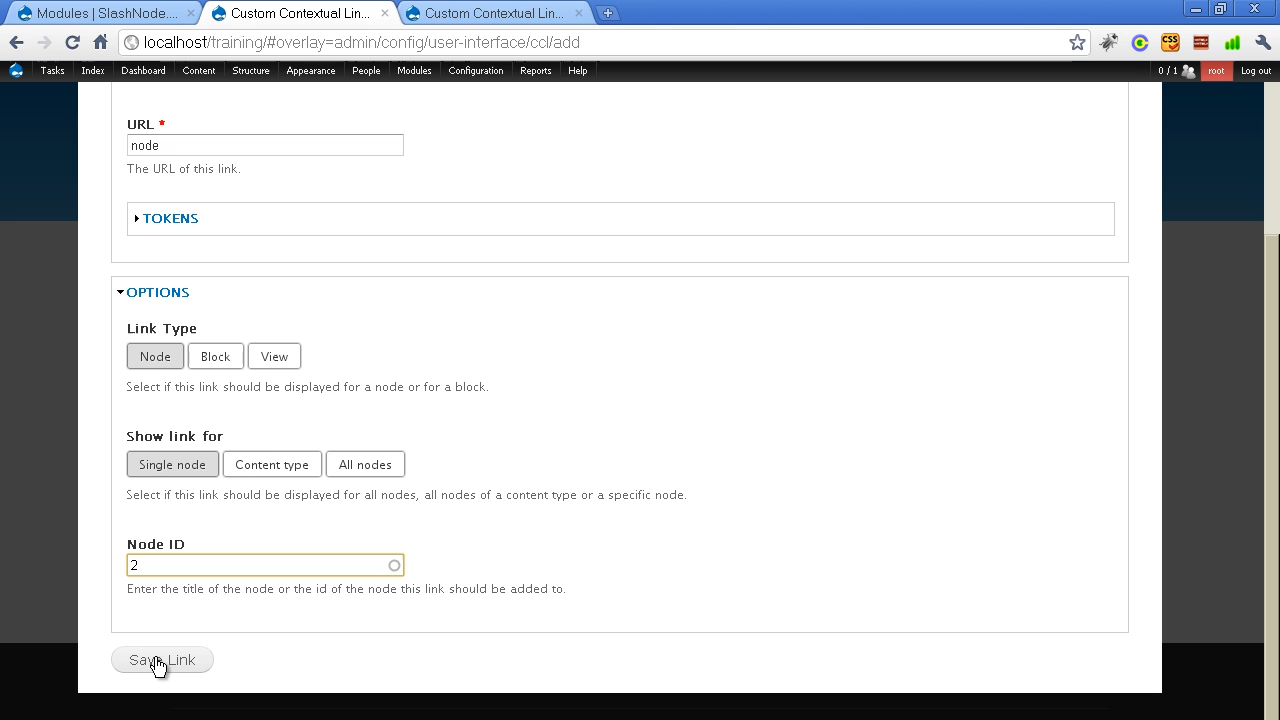 Modules | SlashNode....
Custom Contextual Lin...
Custom Contextual Lin...
localhost/training/#overlay=admin/config/user-interface/ccl/add
CSS
Tasks Index Dashboard Content Structure Appearance People Modules Configuration Reports Help 0 / 1 root Log out
URL *
node
The URL of this link.
TOKENS
OPTIONS
Link Type
Node Block View
Select if this link should be displayed for a node or for a block.
Show link for
Single node Content type All nodes
Select if this link should be displayed for all nodes, all nodes of a content type or a specific node.
Node ID
2
Enter the title of the node or the id of the node this link should be added to.
Save Link